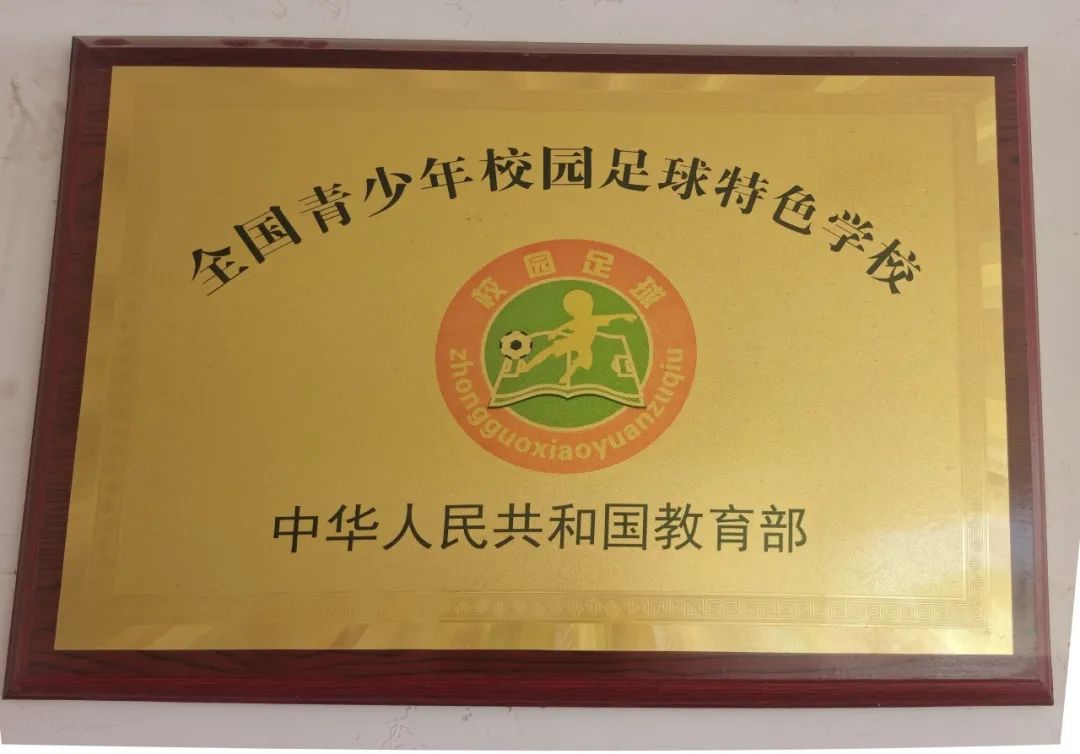 全国青少年校园足球特色学校
校园足球
zhongguoxiaoyuanzuqiu
中华人民共和国教育部